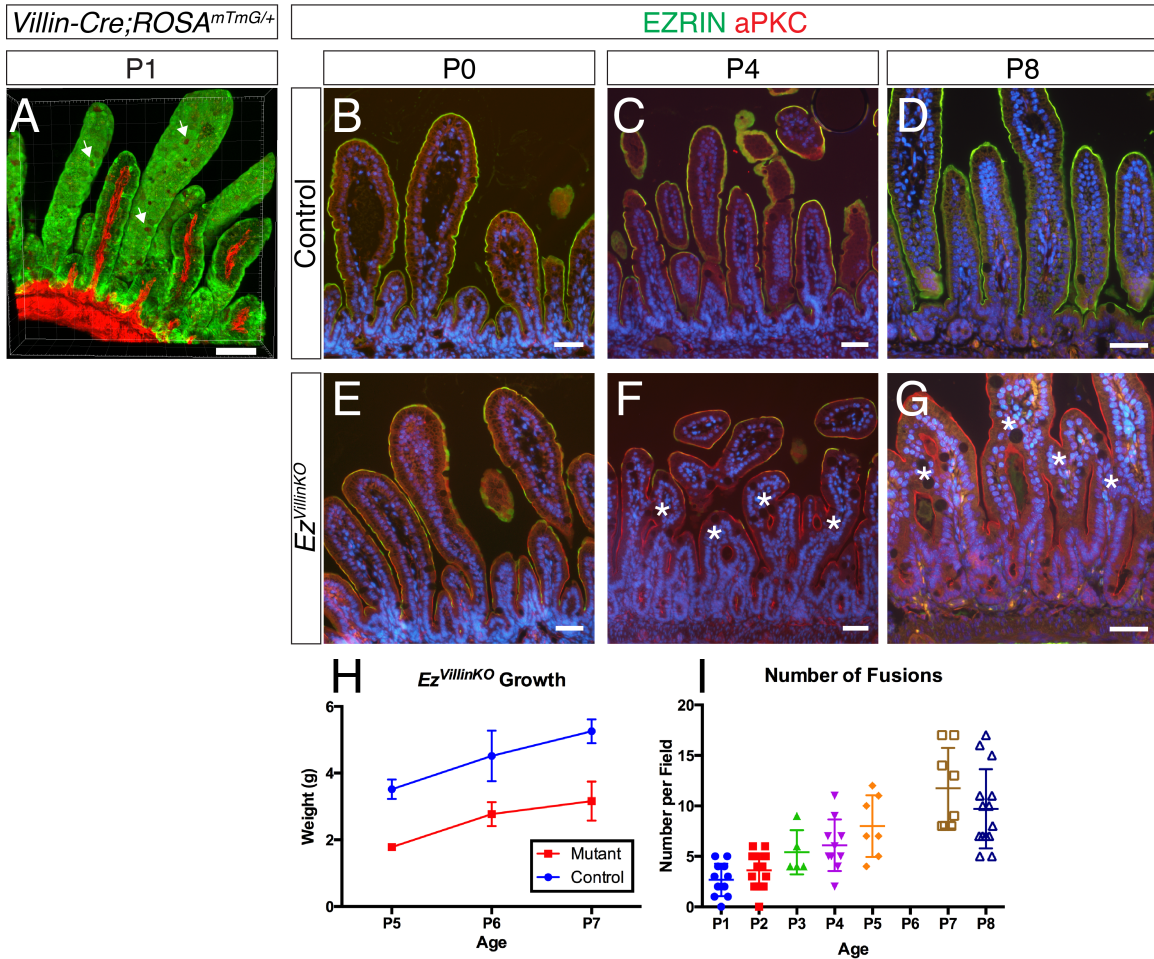 Villin-Cre;ROSAmTmG/+
EZRIN aPKC
P1
P0
P4
P8
A
B
C
D
Control
E
F
G
EzVillinKO
*
*
*
*
*
*
*
*
H
EzVillinKO Growth
6
4
2
0
Weight (g)
P5
P6
P7
Age
Mutant
Control
I
Number of Fusions
20
15
10
5
0
Number per Field
P1
P2
P3
P4
P5
P6
P7
P8
Age